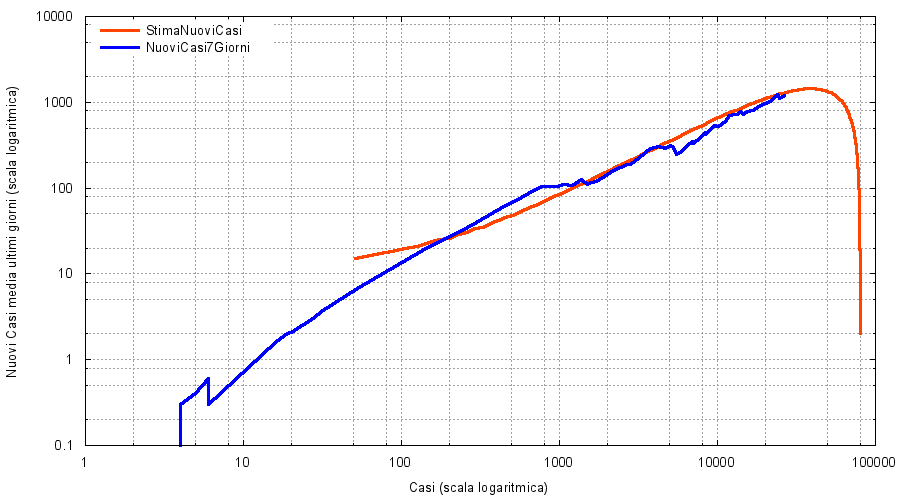 10000
StimaNuoviCasi
NuoviCasi7Giorni
1000
100
10
1
0.1
Nuovi Casi media ultimi giorni (scala logaritmica)
1 10 100 1000 10000 100000
Casi (scala logaritmica)